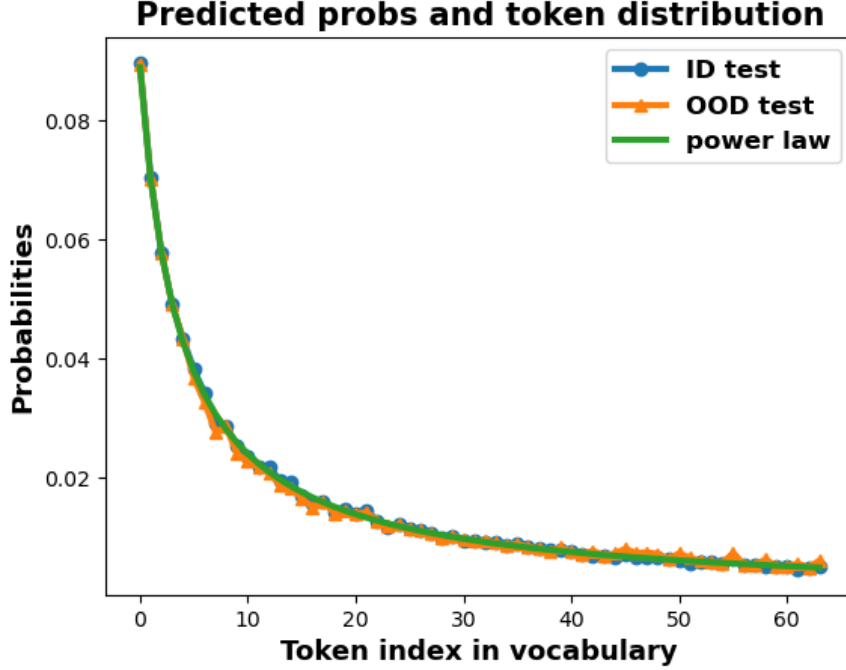 Predicted probs and token distribution
ID test
OOD test
power law
0.08
0.06
0.04
0.02
Probabilities
0 10 20 30 40 50 60
Token index in vocabulary